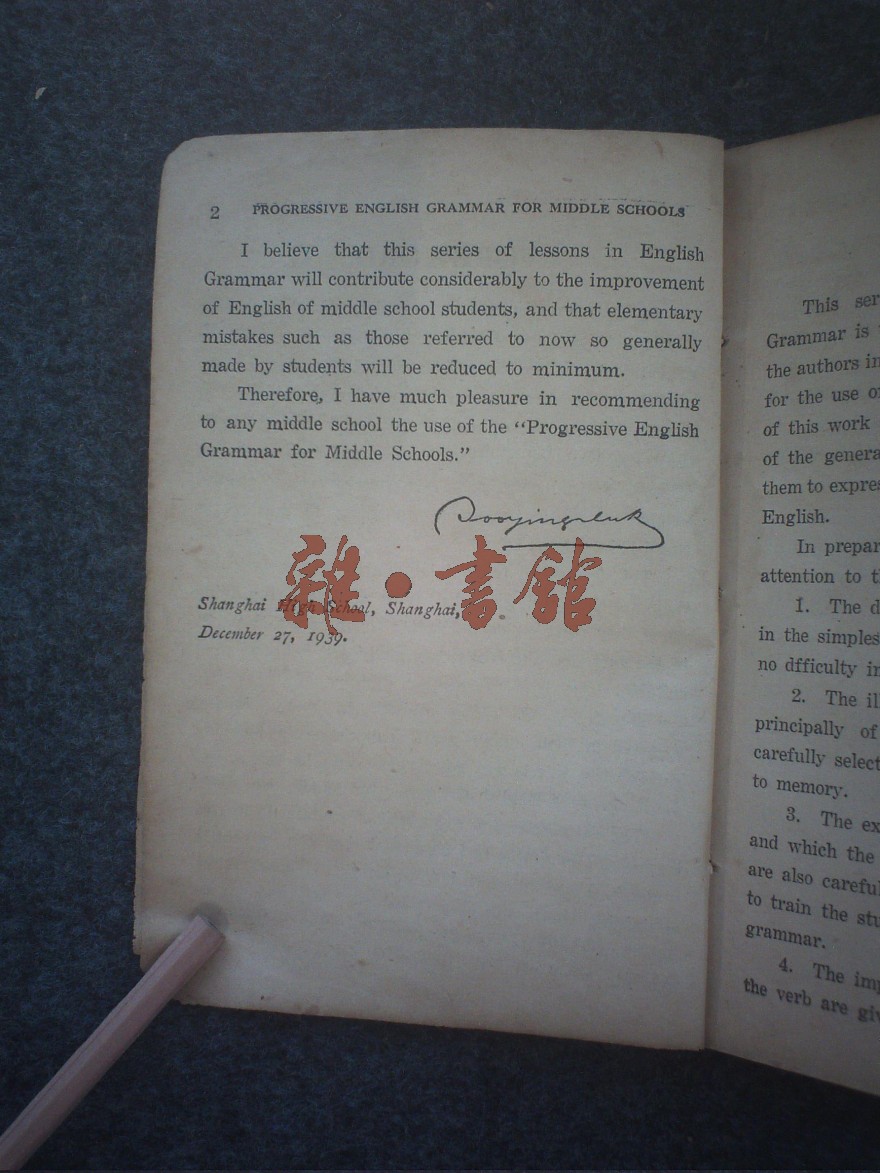 2 PROGRESSIVE ENGLISH GRAMMAR FOR MIDDLE SCHOOLS
I believe that this series of lessons in English
Grammar will contribute considerably to the improvement
of English of middle school students, and that elementary
mistakes such as those referred to now so generally
made by students will be reduced to minimum.
Therefore, I have much pleasure in recommending
to any middle school the use of the “Progressive English
Grammar for Middle Schools.”
雜·書館
Shanghai High School, Shanghai,
December 27, 1939.
This
Grammar is
the authors
for the use
of this work
of the
them to
English.
In
attention to
1. The
in the
no dfficulty
2. The
principally of
carefully
to memory.
3. The
and which the
are also
to train the
grammar.
4. The
the verb are